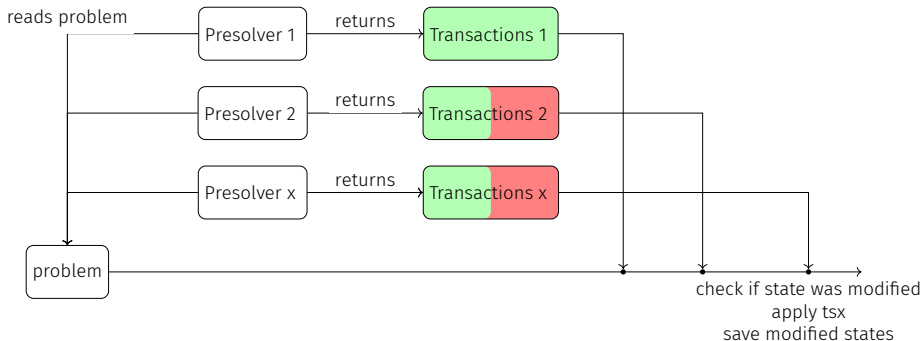 reads problem
Presolver 1
returns
Transactions 1
Presolver 2
returns
Transactions 2
Presolver x
returns
Transactions x
problem
check if state was modified
apply tsx
save modified states